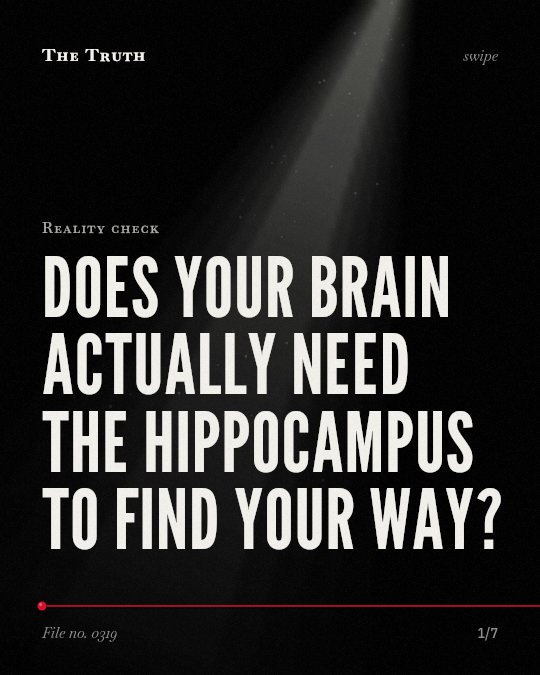 The Truth
swipe
Reality check
DOES YOUR BRAIN
ACTUALLY NEED
THE HIPPOCAMPUS
TO FIND YOUR WAY?
File no. 0319
1/7